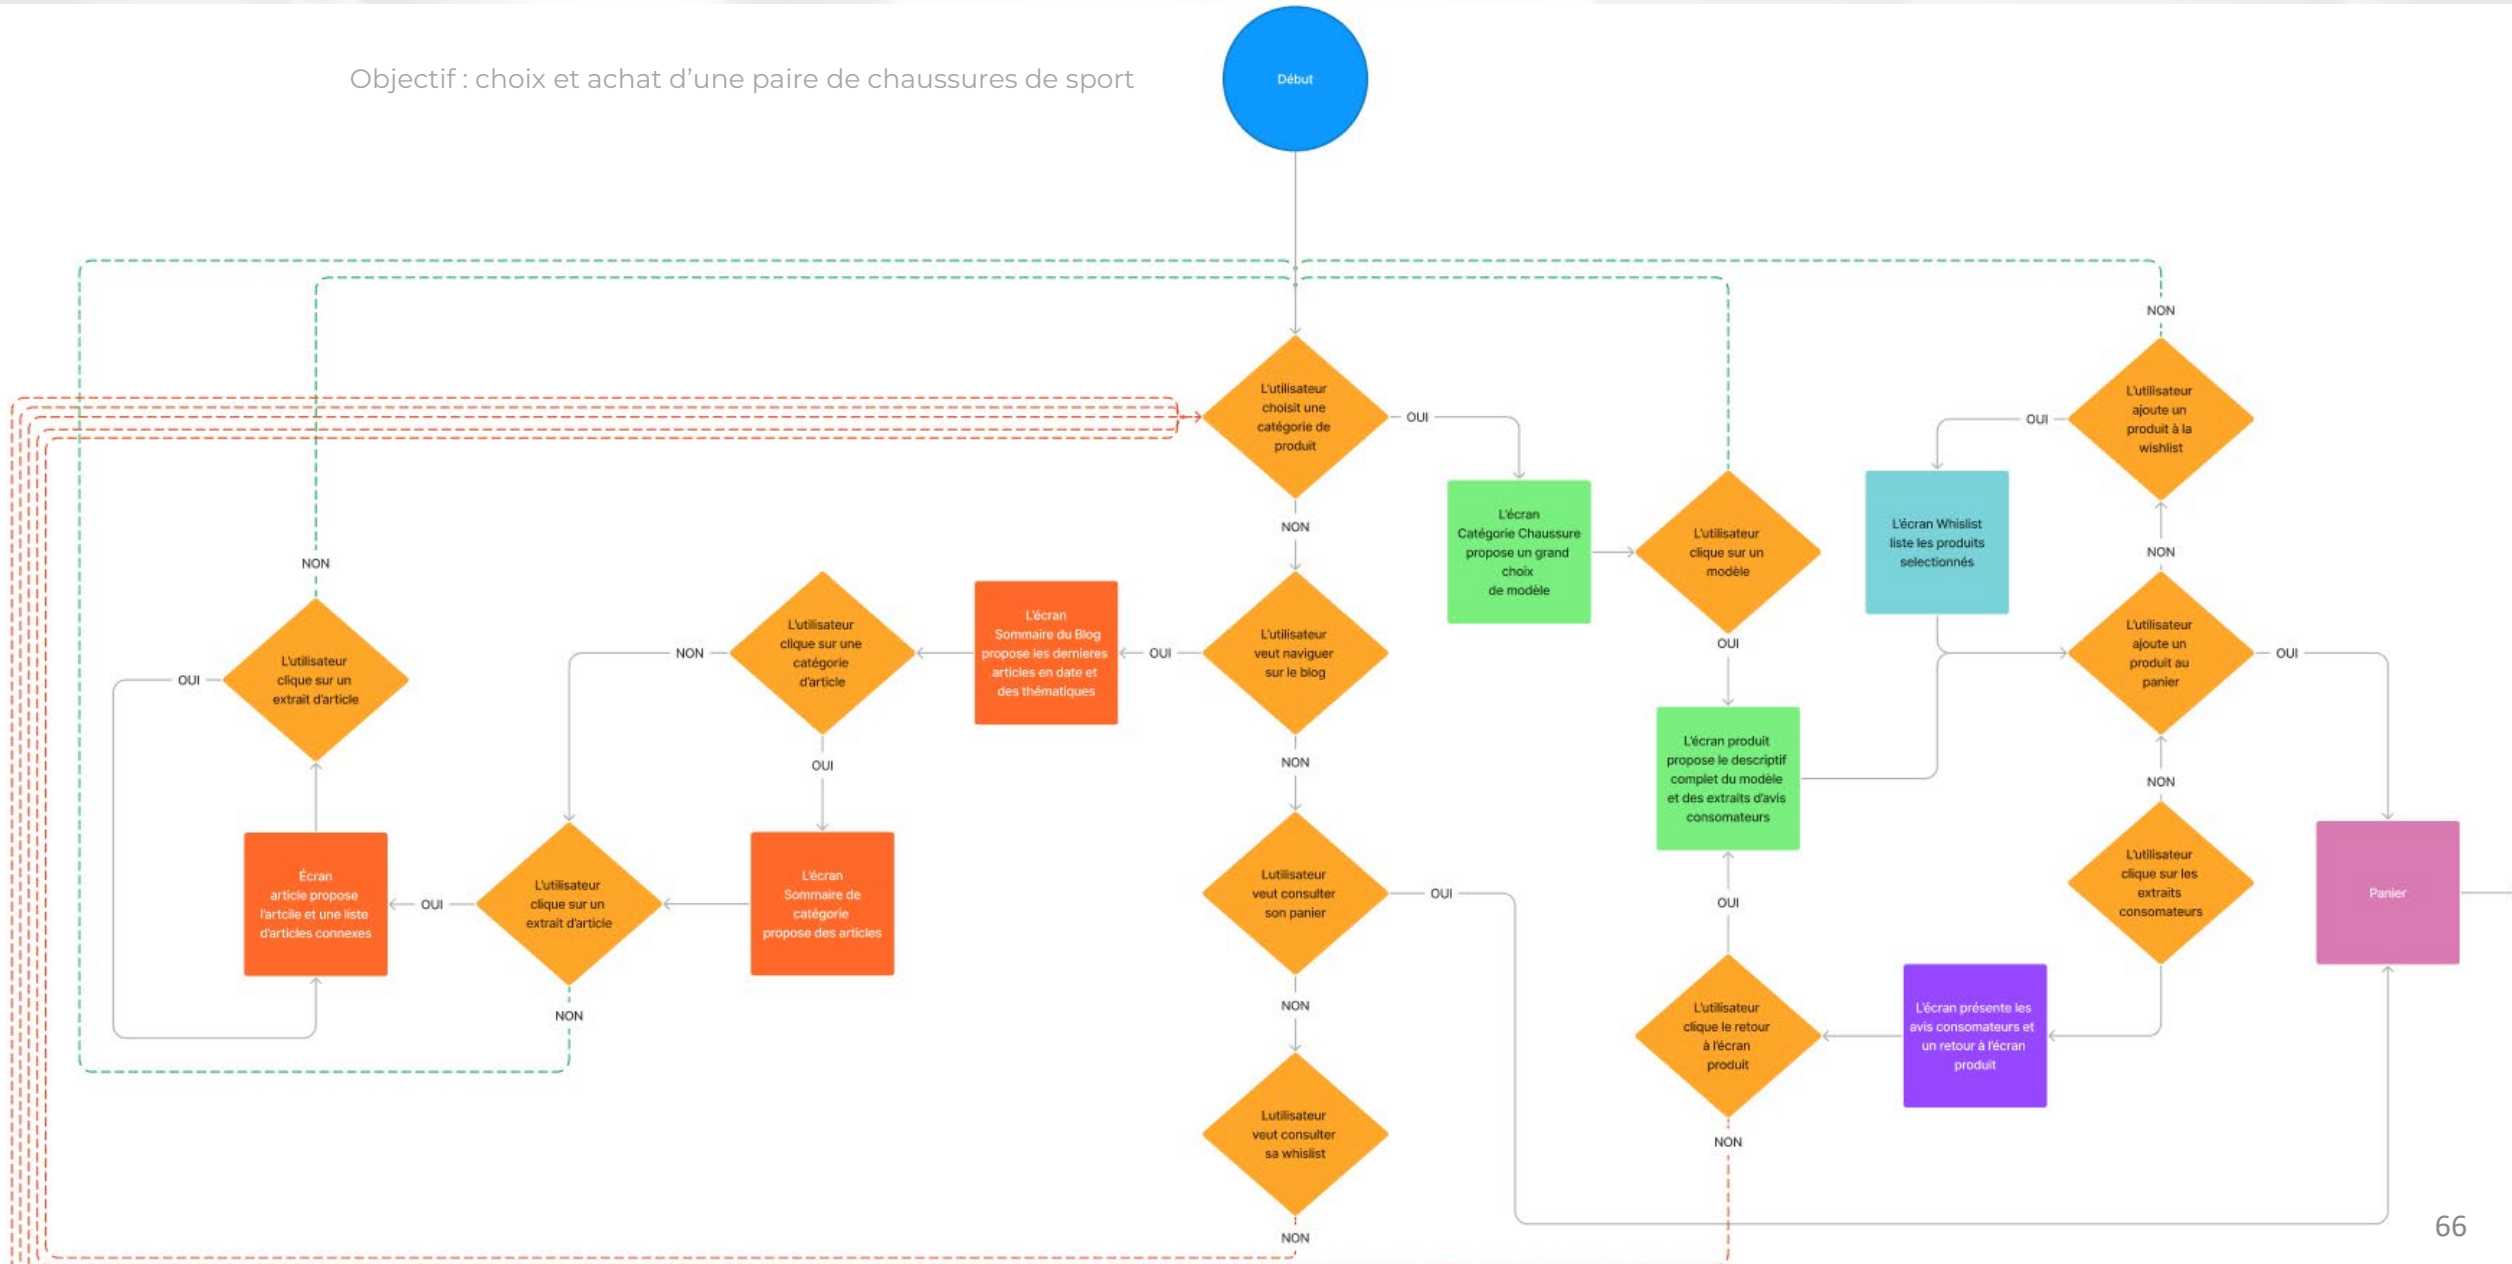 Objectif : choix et achat d'une paire de chaussures de sport
Début
L'utilisateur
choisit une
catégorie de
produit
OUI
NON
L'écran
Catégorie Chaussure
propose un grand
choix
de modèle
L'utilisateur
clique sur un
modèle
OUI
L'écran produit
propose le descriptif
complet du modèle
et des extraits d'avis
consomateurs
NON
L'utilisateur
ajoute un
produit à la
wishlist
OUI
L'écran Whislist
liste les produits
selectionnés
NON
L'utilisateur
ajoute un
produit au
panier
OUI
NON
L'utilisateur
clique sur les
extraits
consomateurs
Panier
L'écran présente les
avis consomateurs et
un retour à l'écran
produit
L'utilisateur
clique le retour
à l'écran
produit
OUI
NON
L'utilisateur
veut naviguer
sur le blog
OUI
NON
L'écran
Sommaire du Blog
propose les dernieres
articles en date et
des thématiques
L'utilisateur
clique sur une
catégorie
d'article
NON
OUI
L'écran
Sommaire de
catégorie
propose des articles
L'utilisateur
clique sur un
extrait d'article
OUI
NON
Écran
article propose
l'artcile et une liste
d'articles connexes
L'utilisateur
clique sur un
extrait d'article
OUI
NON
Lutilisateur
veut consulter
son panier
OUI
NON
Lutilisateur
veut consulter
sa whislist
NON
66